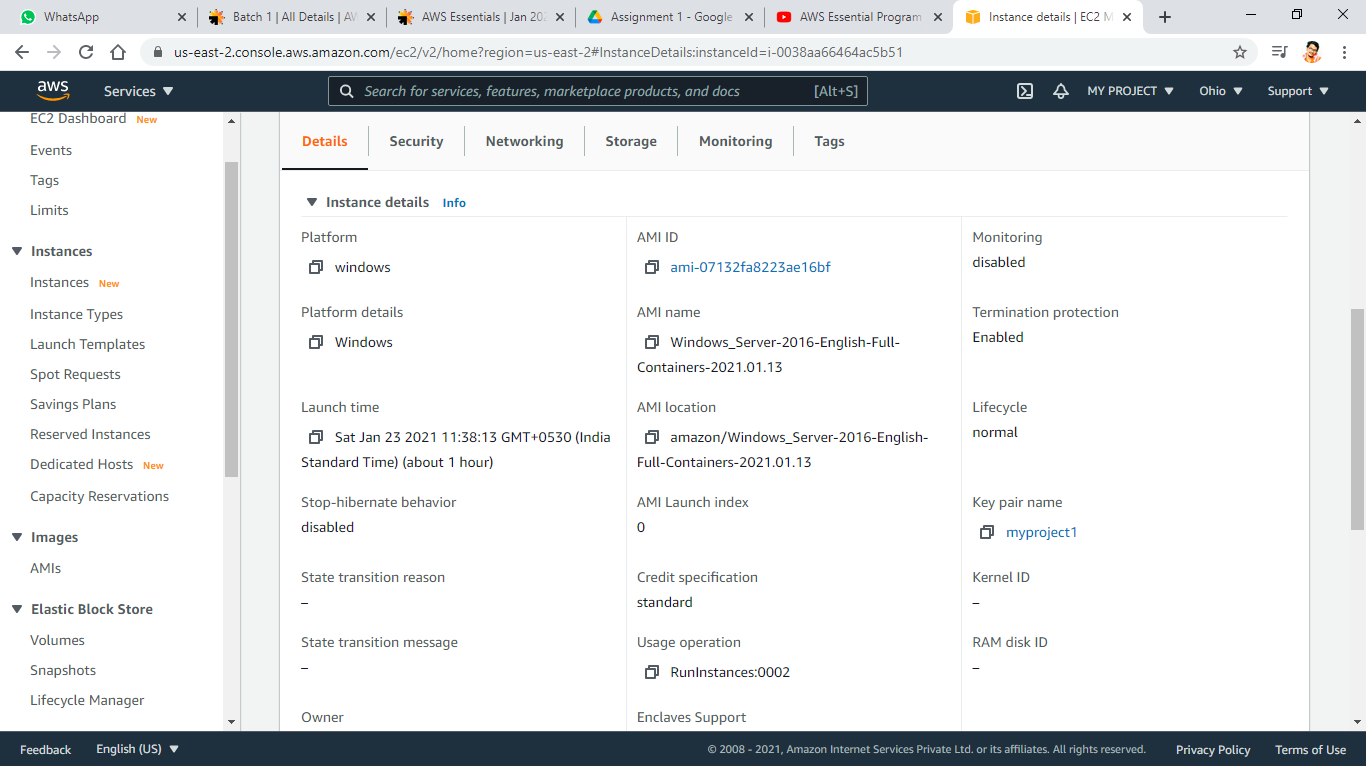 WhatsApp
Batch 1 | All Details | AW
AWS Essentials | Jan 202
Assignment 1 - Google
AWS Essential Program
Instance details | EC2 M
us-east-2.console.aws.amazon.com/ec2/v2/home?region=us-east-2#InstanceDetails:instanceId=i-0038aa66464ac5b51
aws
Services
Search for services, features, marketplace products, and docs
[Alt+S]
MY PROJECT
Ohio
Support
EC2 Dashboard New
Events
Tags
Limits
Instances
Instances New
Instance Types
Launch Templates
Spot Requests
Savings Plans
Reserved Instances
Dedicated Hosts New
Capacity Reservations
Images
AMIs
Elastic Block Store
Volumes
Snapshots
Lifecycle Manager
Details
Security
Networking
Storage
Monitoring
Tags
Instance details Info
Platform
windows
Platform details
Windows
Launch time
Sat Jan 23 2021 11:38:13 GMT+0530 (India
Standard Time) (about 1 hour)
Stop-hibernate behavior
disabled
State transition reason
–
State transition message
–
Owner
AMI ID
ami-07132fa8223ae16bf
AMI name
Windows_Server-2016-English-Full-
Containers-2021.01.13
AMI location
amazon/Windows_Server-2016-English-
Full-Containers-2021.01.13
AMI Launch index
0
Credit specification
standard
Usage operation
RunInstances:0002
Enclaves Support
Monitoring
disabled
Termination protection
Enabled
Lifecycle
normal
Key pair name
myproject1
Kernel ID
–
RAM disk ID
–
Feedback
English (US)
© 2008 - 2021, Amazon Internet Services Private Ltd. or its affiliates. All rights reserved.
Privacy Policy
Terms of Use